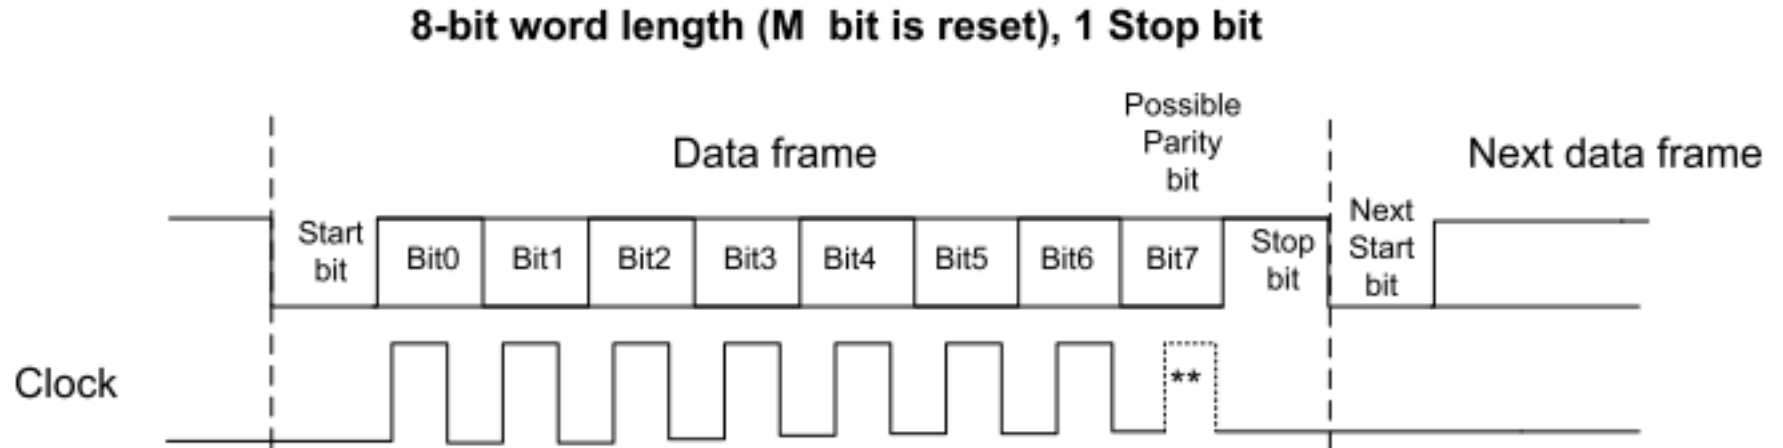 8-bit word length (M bit is reset), 1 Stop bit
Possible
Parity
bit
Data frame
Next data frame
Start
bit
Bit0
Bit1
Bit2
Bit3
Bit4
Bit5
Bit6
Bit7
Stop
bit
Next
Start
bit
Clock
**